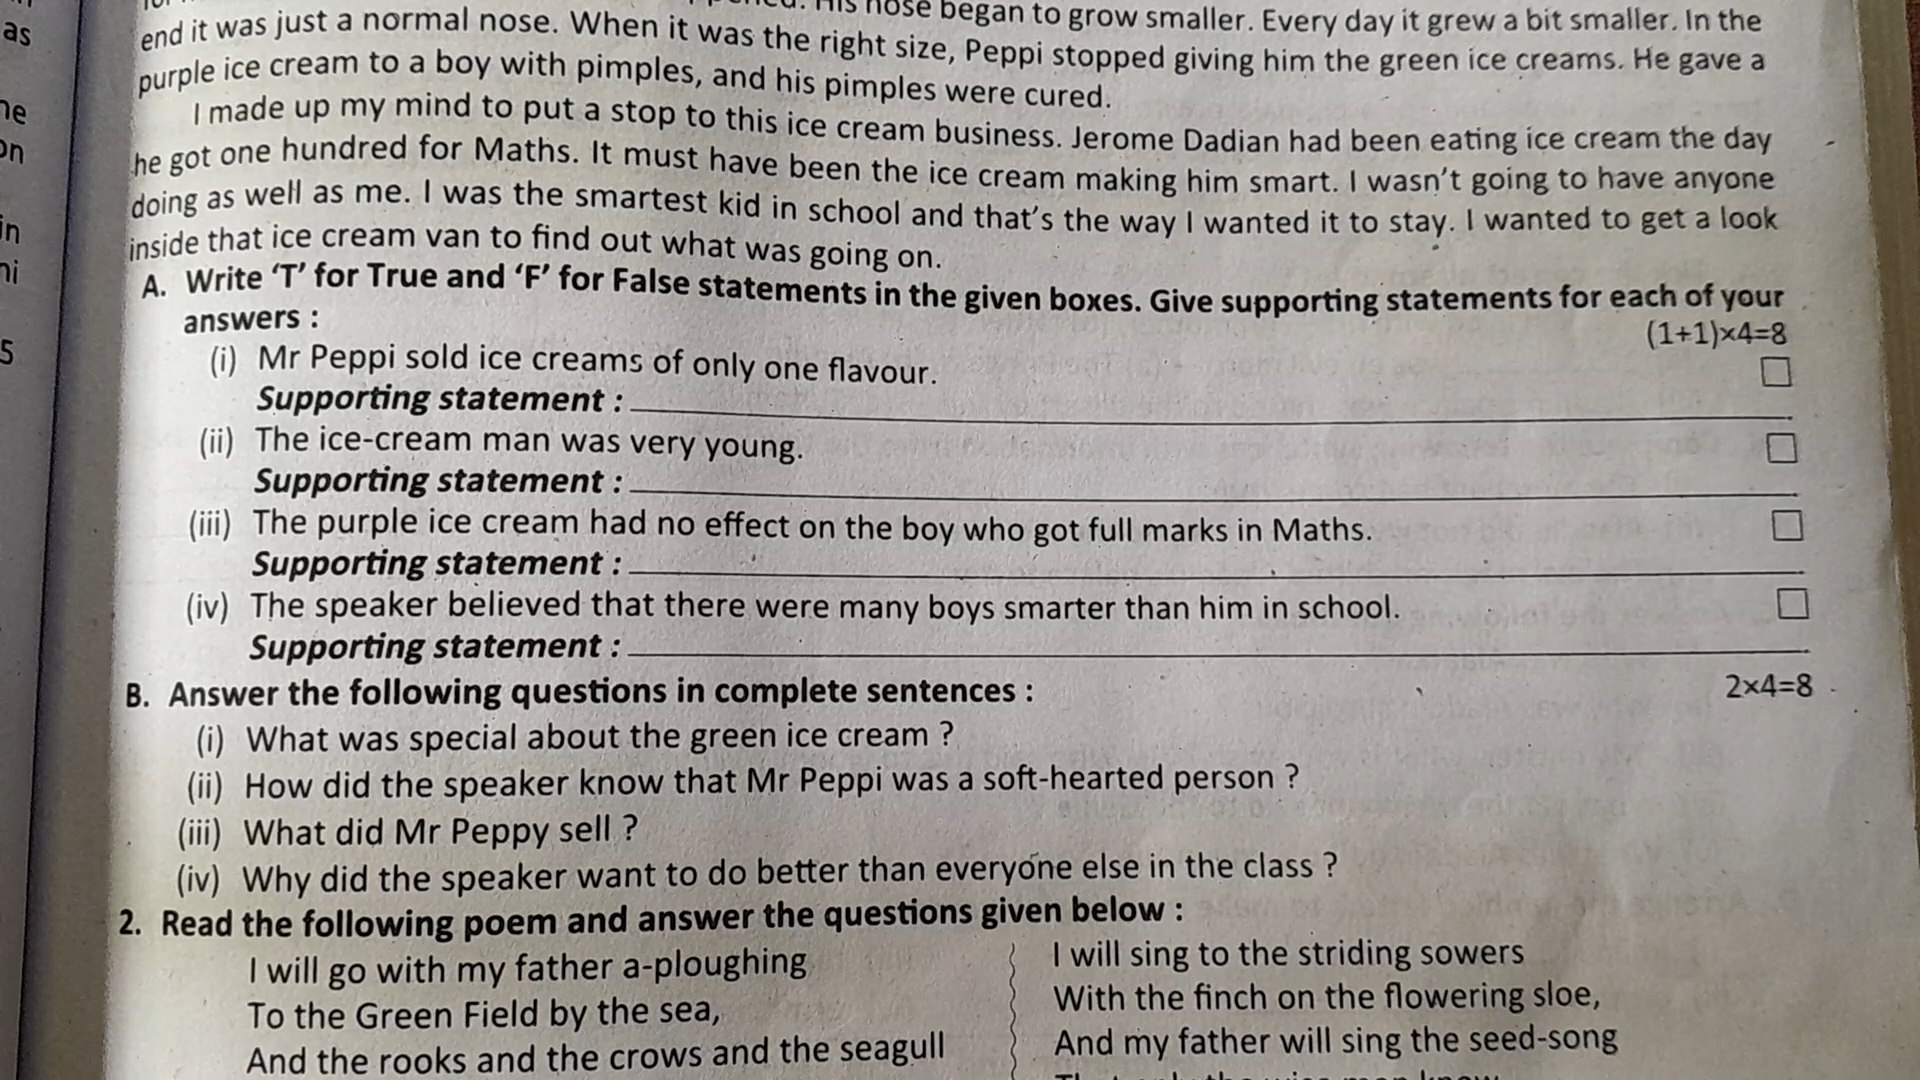 as
ne
on
in
ni
5
His nose began to grow smaller. Every day it grew a bit smaller. In the
end it was just a normal nose. When it was the right size, Peppi stopped giving him the green ice creams. He gave a
purple ice cream to a boy with pimples, and his pimples were cured.
I made up my mind to put a stop to this ice cream business. Jerome Dadian had been eating ice cream the day
he got one hundred for Maths. It must have been the ice cream making him smart. I wasn't going to have anyone
doing as well as me. I was the smartest kid in school and that's the way I wanted it to stay. I wanted to get a look
inside that ice cream van to find out what was going on.
A. Write 'T' for True and 'F' for False statements in the given boxes. Give supporting statements for each of your
answers :
(1+1)×4=8
(i) Mr Peppi sold ice creams of only one flavour.
Supporting statement :
(ii) The ice-cream man was very young.
Supporting statement :
(iii) The purple ice cream had no effect on the boy who got full marks in Maths.
Supporting statement :
(iv) The speaker believed that there were many boys smarter than him in school.
Supporting statement :
B. Answer the following questions in complete sentences : 2×4=8
(i) What was special about the green ice cream ?
(ii) How did the speaker know that Mr Peppi was a soft-hearted person ?
(iii) What did Mr Peppy sell ?
(iv) Why did the speaker want to do better than everyone else in the class ?
2. Read the following poem and answer the questions given below :
I will go with my father a-ploughing
To the Green Field by the sea,
And the rooks and the crows and the seagull
I will sing to the striding sowers
With the finch on the flowering sloe,
And my father will sing the seed-song